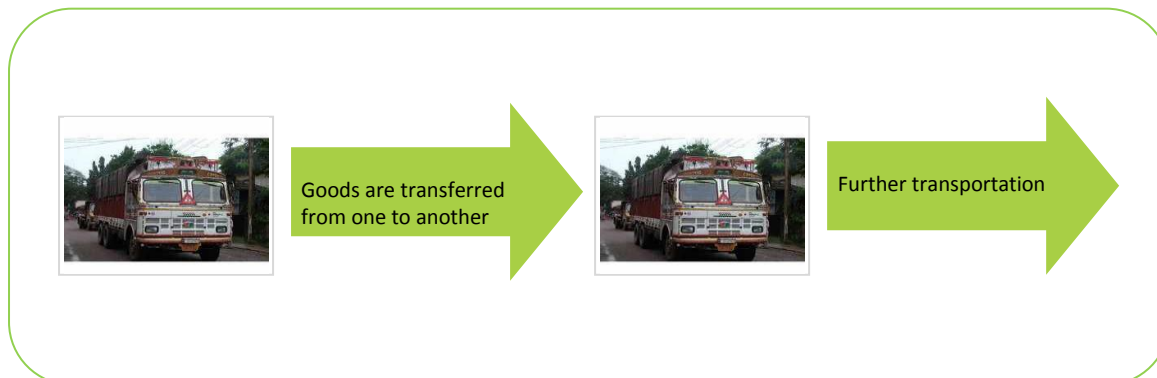 Goods are transferred
from one to another
Further transportation